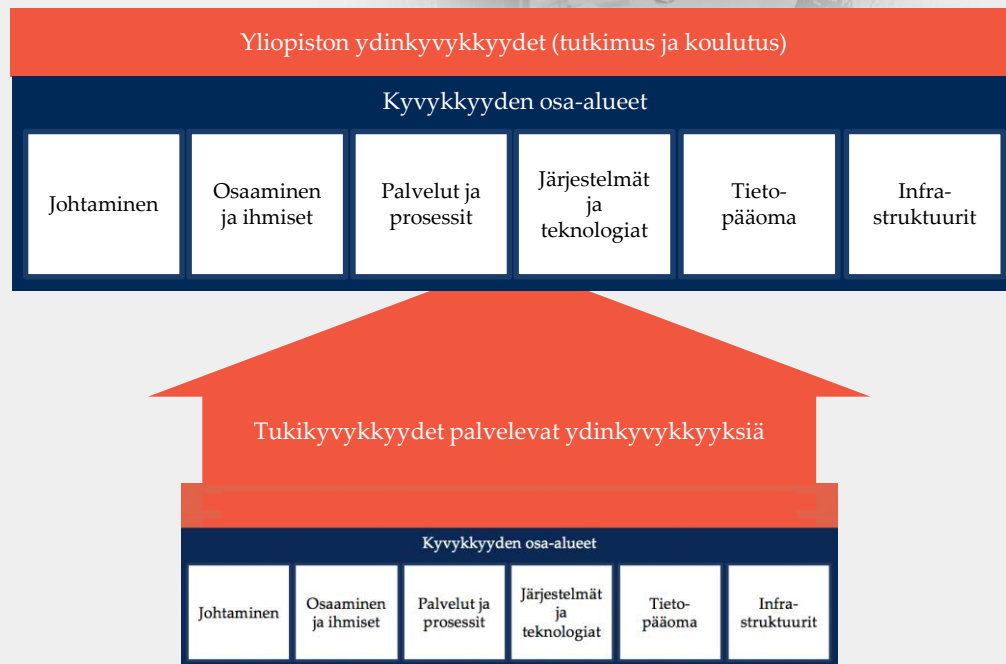 Yliopiston ydinkyvykkyydet (tutkimus ja koulutus)
Kyvykkyyden osa-alueet
Johtaminen
Osaaminen
ja ihmiset
Palvelut ja
prosessit
Järjestelmät
ja
teknologiat
Tieto-
pääoma
Infra-
struktuurit
Tukikyvykkyydet palvelevat ydinkyvykkyyksiä
Kyvykkyyden osa-alueet
Johtaminen
Osaaminen
ja ihmiset
Palvelut ja
prosessit
Järjestelmät
ja
teknologiat
Tieto-
pääoma
Infra-
struktuurit